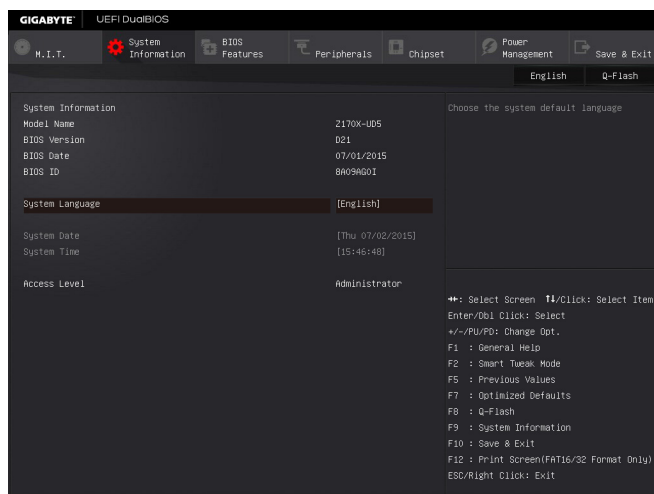 GIGABYTE™ UEFI DualBIOS
M.I.T. System Information BIOS Features Peripherals Chipset Power Management Save & Exit
English Q-Flash
System Information
Model Name Z170X-UD5
BIOS Version D21
BIOS Date 07/01/2015
BIOS ID 8A09AG0I
System Language [English]
System Date [Thu 07/02/2015]
System Time [15:46:48]
Access Level Administrator
Choose the system default language
→←: Select Screen ↑↓/Click: Select Item
Enter/Dbl Click: Select
+/-/PU/PD: Change Opt.
F1 : General Help
F2 : Smart Tweak Mode
F5 : Previous Values
F7 : Optimized Defaults
F8 : Q-Flash
F9 : System Information
F10 : Save & Exit
F12 : Print Screen(FAT16/32 Format Only)
ESC/Right Click: Exit